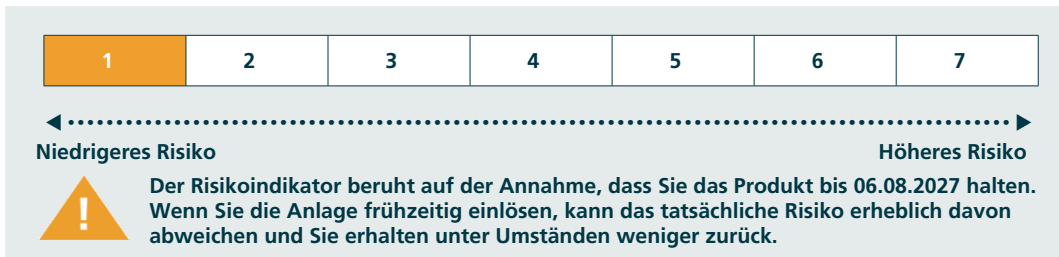 1 2 3 4 5 6 7
Niedrigeres Risiko Höheres Risiko
Der Risikoindikator beruht auf der Annahme, dass Sie das Produkt bis 06.08.2027 halten.
Wenn Sie die Anlage frühzeitig einlösen, kann das tatsächliche Risiko erheblich davon
abweichen und Sie erhalten unter Umständen weniger zurück.